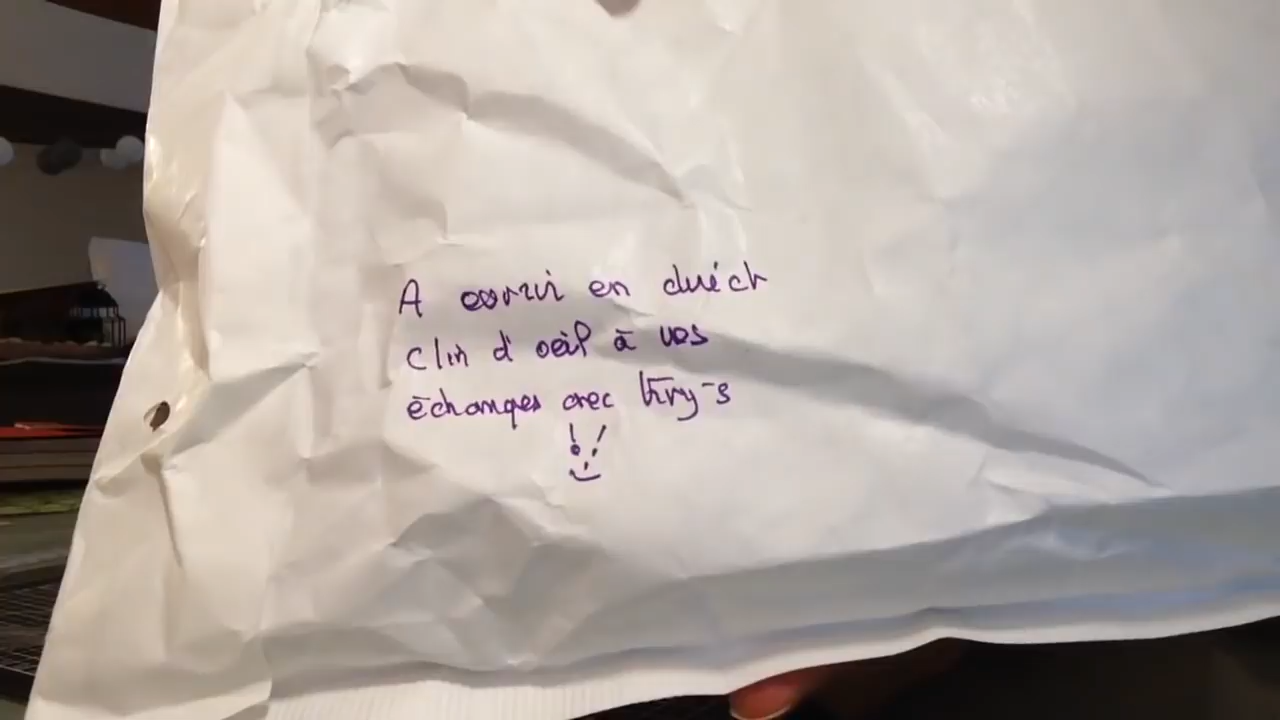 A ouvrir en direct
Clin d'oeil à vos
échanges avec